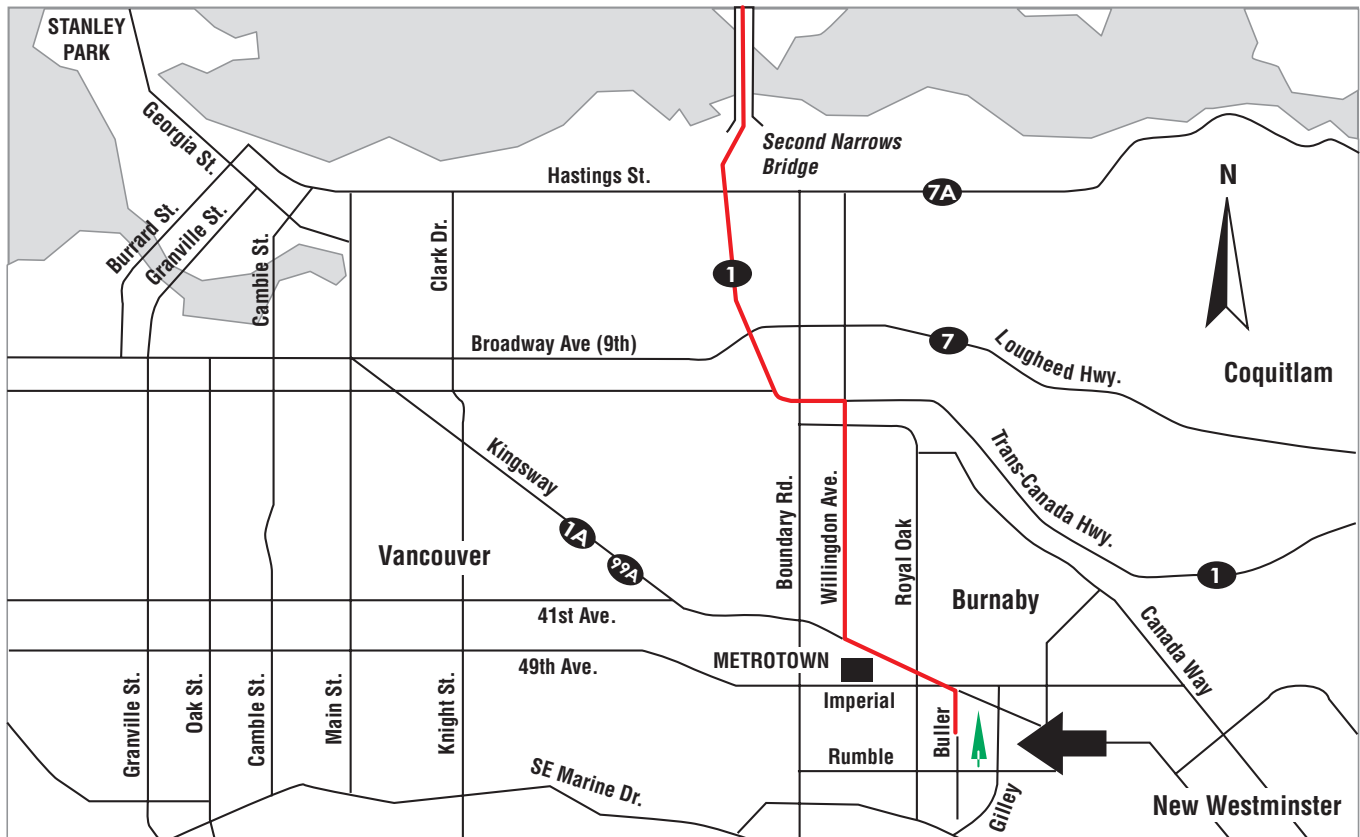 STANLEY
PARK
Georgia St.
Second Narrows
Bridge
Hastings St.
7A
N
Burrard St.
Granville St.
Cambie St.
Clark Dr.
1
Broadway Ave (9th)
7
Lougheed Hwy.
Coquitlam
Kingsway
1A
99A
Vancouver
Boundary Rd.
Willingdon Ave.
Royal Oak
Trans-Canada Hwy.
1
Burnaby
41st Ave.
49th Ave.
METROTOWN
Imperial
Canada Way
Granville St.
Oak St.
Camble St.
Main St.
Knight St.
Buller
Rumble
SE Marine Dr.
Gilley
New Westminster